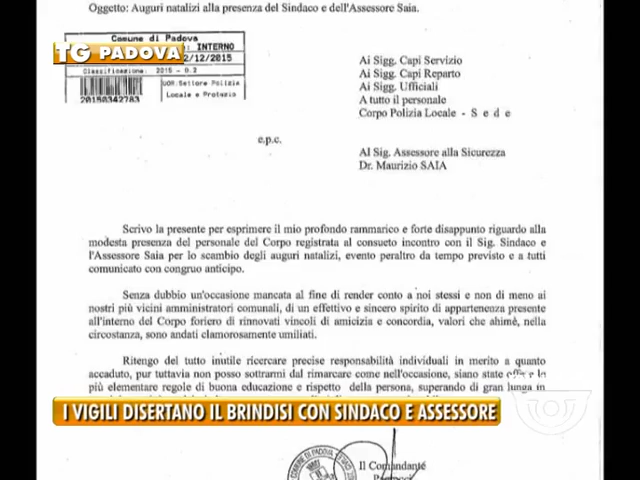 Oggetto: Auguri natalizi alla presenza del Sindaco e dell'Assessore Saia.
TG PADOVA
Comune di Padova
INTERNO
2/12/2015
Classificazione: 2015 - 0.2
20150342783
UOR:Settore Polizia
Locale e Protezio
Ai Sigg. Capi Servizio
Ai Sigg. Capi Reparto
Ai Sigg. Ufficiali
A tutto il personale
Corpo Polizia Locale - S e d e
e.p.c.
Al Sig. Assessore alla Sicurezza
Dr. Maurizio SAIA
Scrivo la presente per esprimere il mio profondo rammarico e forte disappunto riguardo alla
modesta presenza del personale del Corpo registrata al consueto incontro con il Sig. Sindaco e
l'Assessore Saia per lo scambio degli auguri natalizi, evento peraltro da tempo previsto e a tutti
comunicato con congruo anticipo.
Senza dubbio un'occasione mancata al fine di render conto a noi stessi e non di meno ai
nostri più vicini amministratori comunali, di un effettivo e sincero spirito di appartenenza presente
all'interno del Corpo foriero di rinnovati vincoli di amicizia e concordia, valori che ahimè, nella
circostanza, sono andati clamorosamente umiliati.
Ritengo del tutto inutile ricercare precise responsabilità individuali in merito a quanto
accaduto, pur tuttavia non posso sottrarmi dal rimarcare come nell'occasione, siano state le
più elementare regole di buona educazione e rispetto della persona, superando di gran lunga in
I VIGILI DISERTANO IL BRINDISI CON SINDACO E ASSESSORE
COMUNE DI PADOVA
Il Comandante